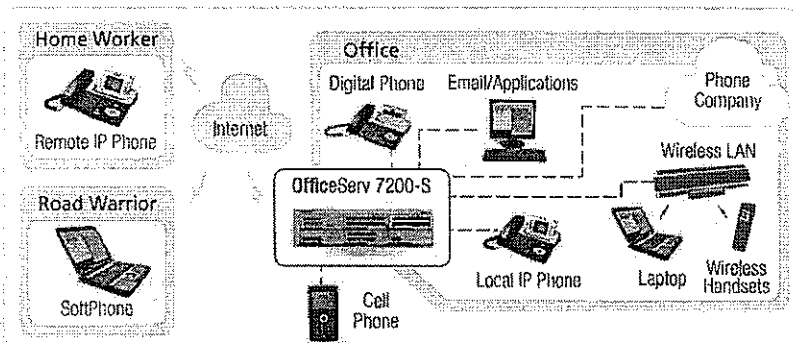 Home Worker
Remote IP Phone
Road Warrior
SoftPhone
Internet
Office
Digital Phone
Email/Applications
Phone
Company
Wireless LAN
OfficeServ 7200-S
Local IP Phone
Laptop
Wireless
Handsets
Cell
Phone